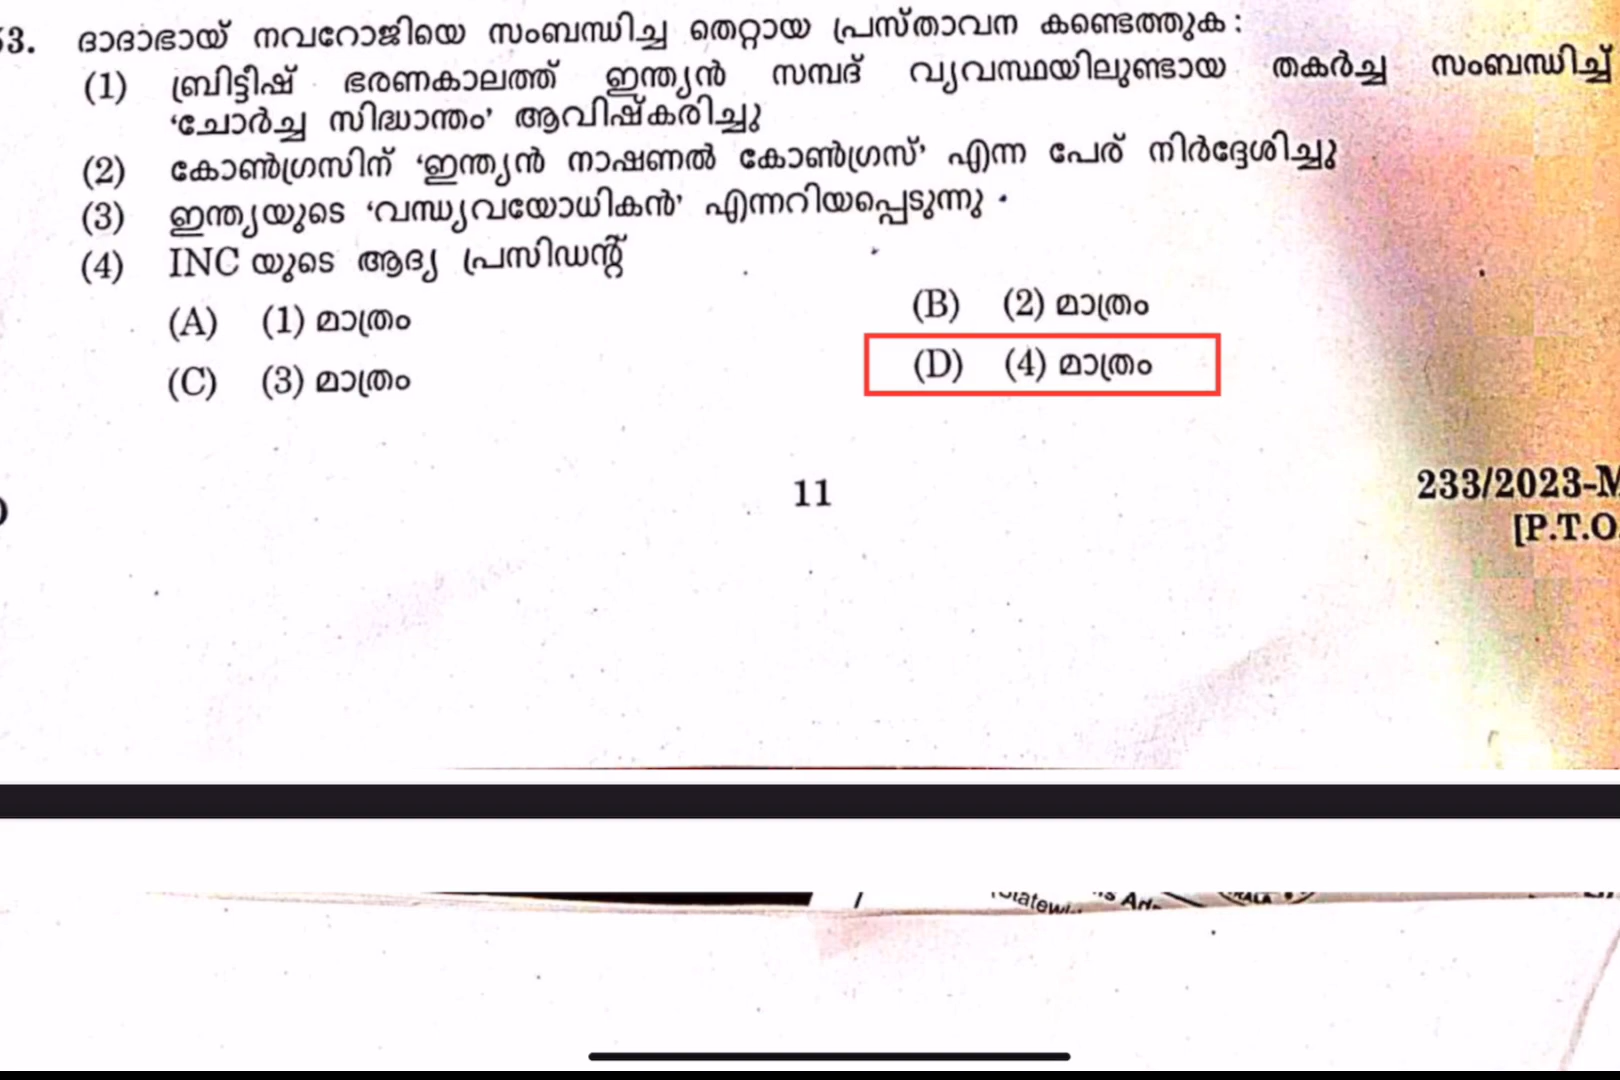 53. ദാദാഭായ് നവറോജിയെ സംബന്ധിച്ച തെറ്റായ പ്രസ്താവന കണ്ടെത്തുക :
(1) ബ്രിട്ടീഷ് ഭരണകാലത്ത് ഇന്ത്യൻ സമ്പദ് വ്യവസ്ഥയിലുണ്ടായ തകർച്ച സംബന്ധിച്ച്
‘ചോർച്ച സിദ്ധാന്തം’ ആവിഷ്കരിച്ചു
(2) കോൺഗ്രസിന് ‘ഇന്ത്യൻ നാഷണൽ കോൺഗ്രസ്’ എന്ന പേര് നിർദ്ദേശിച്ചു
(3) ഇന്ത്യയുടെ ‘വന്ധ്യവയോധികൻ’ എന്നറിയപ്പെടുന്നു
(4) INC യുടെ ആദ്യ പ്രസിഡന്റ്
(A) (1) മാത്രം (B) (2) മാത്രം
(C) (3) മാത്രം (D) (4) മാത്രം
11
233/2023-M
[P.T.O.